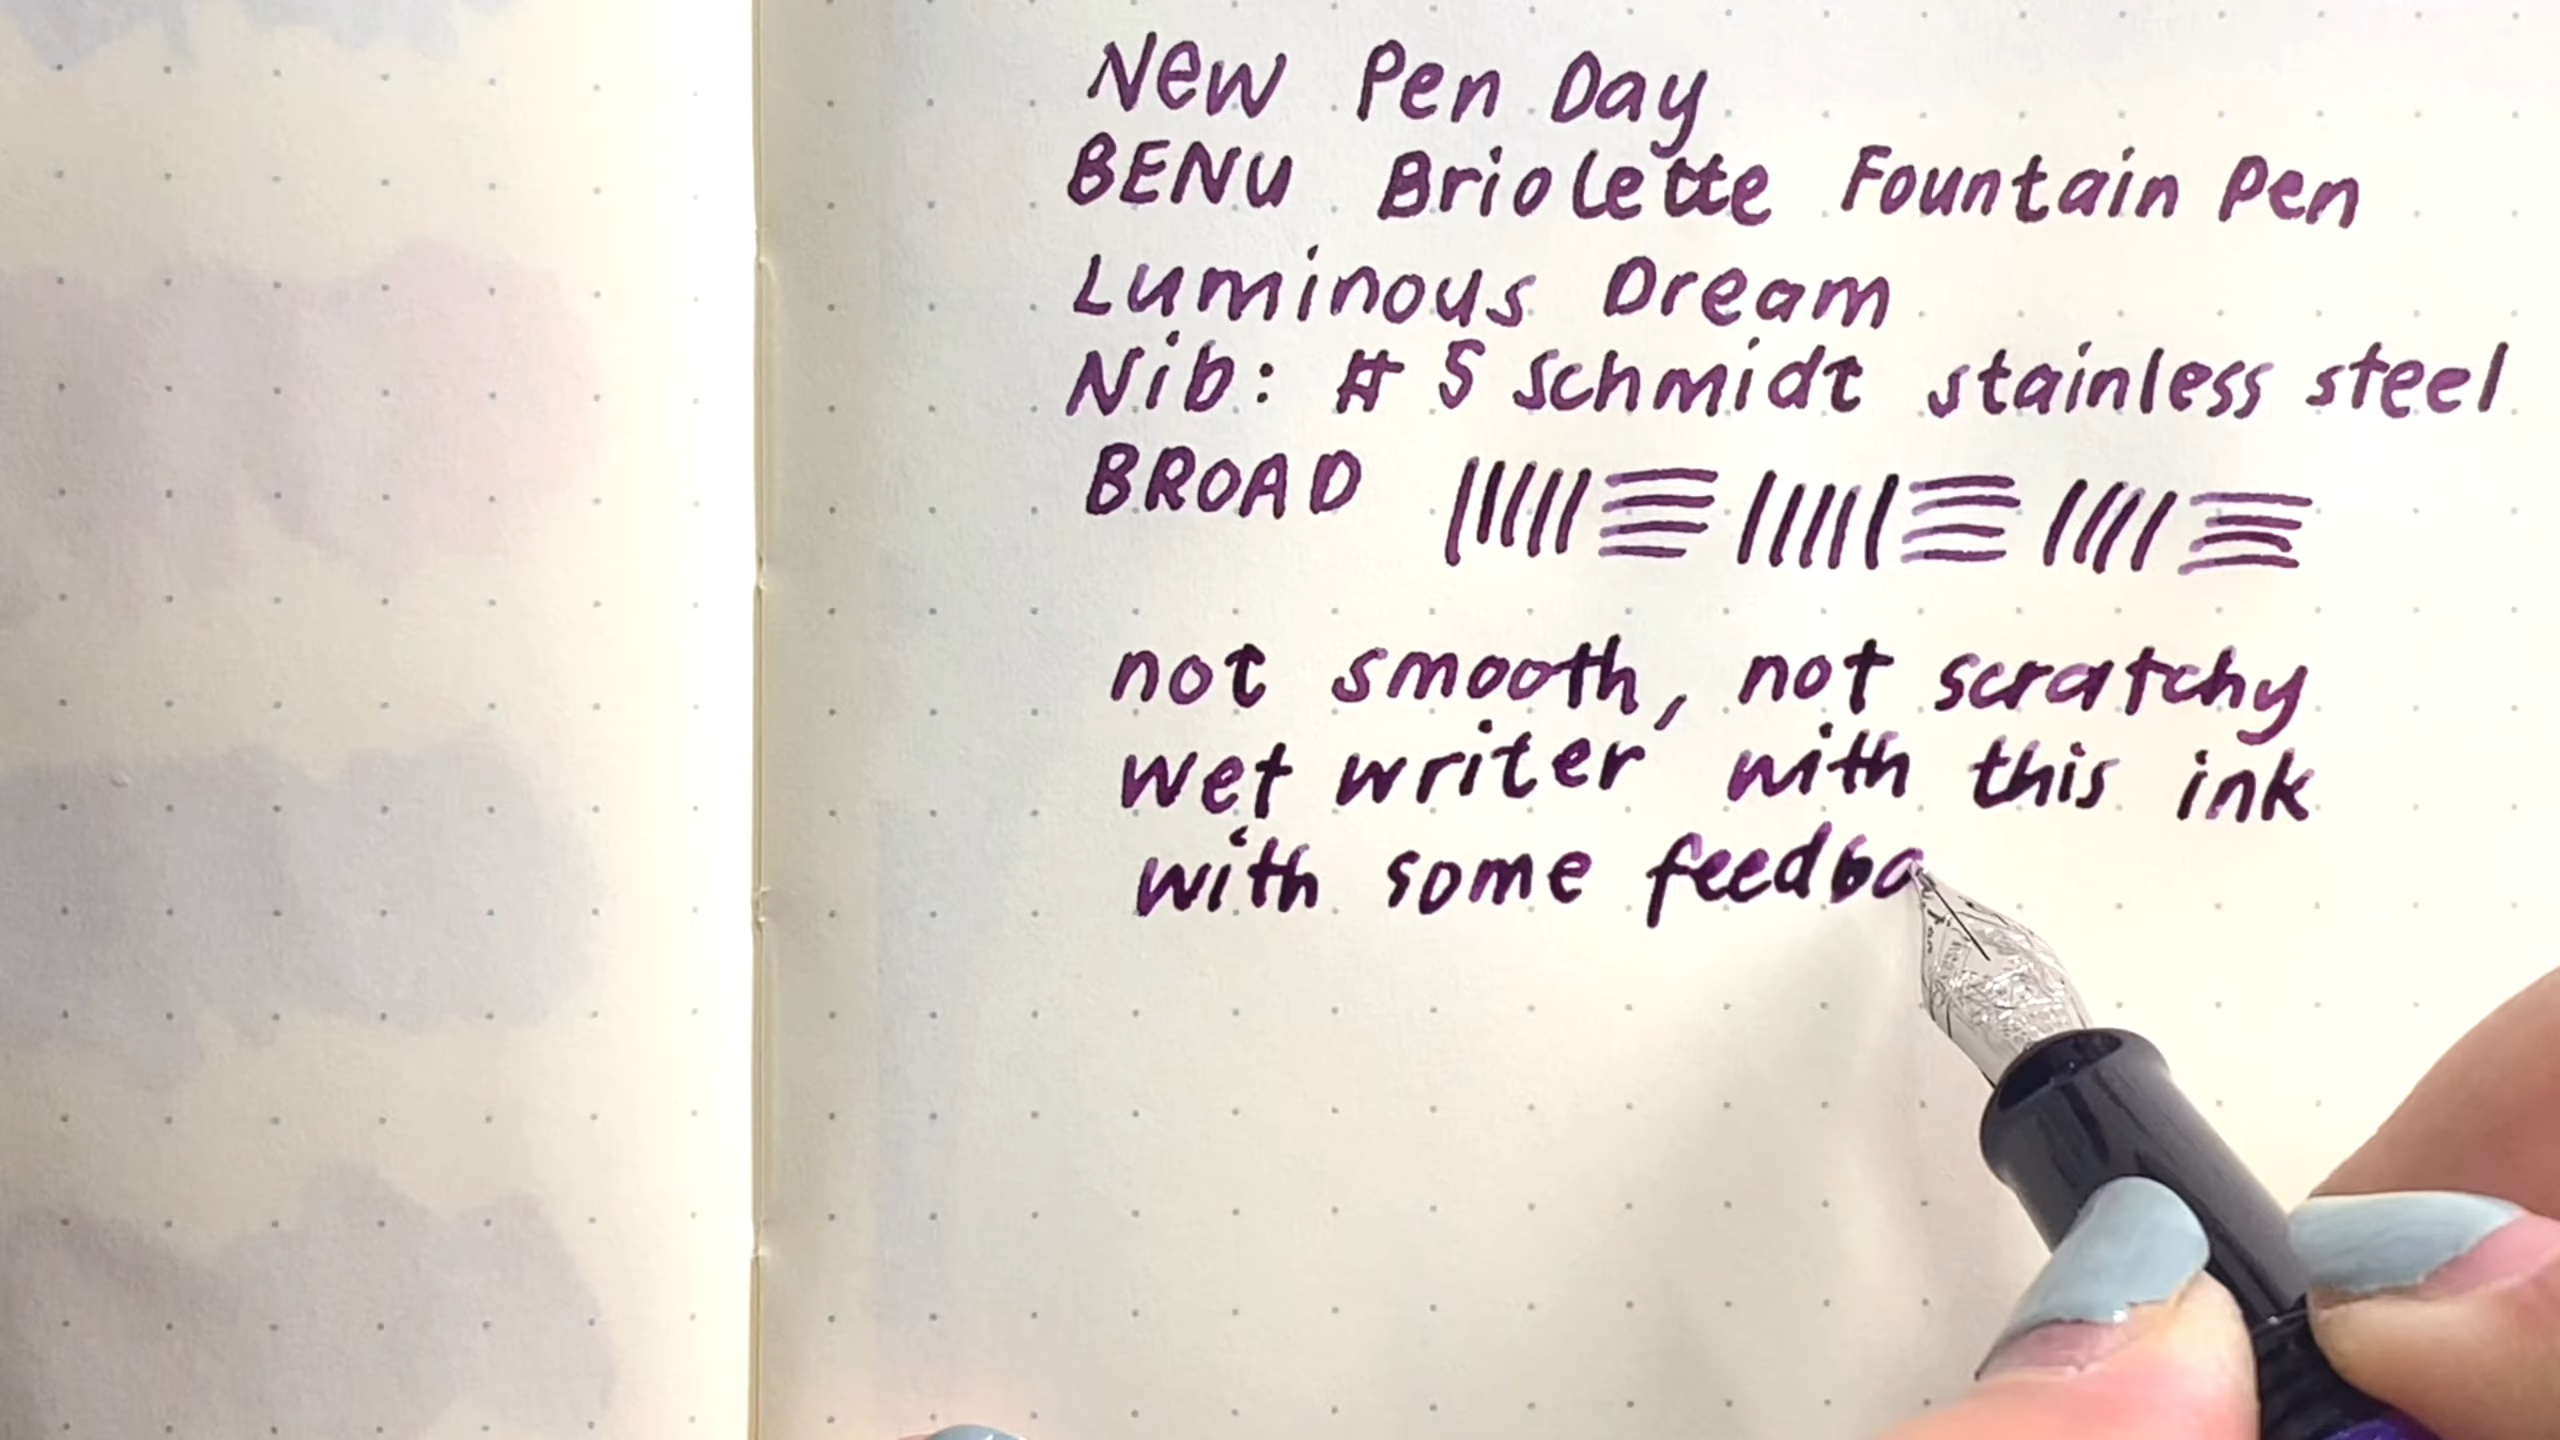 New Pen Day
BENU Briolette Fountain Pen
Luminous Dream
Nib: # 5 Schmidt stainless steel
BROAD
not smooth, not scratchy
wet writer with this ink
with some feedba